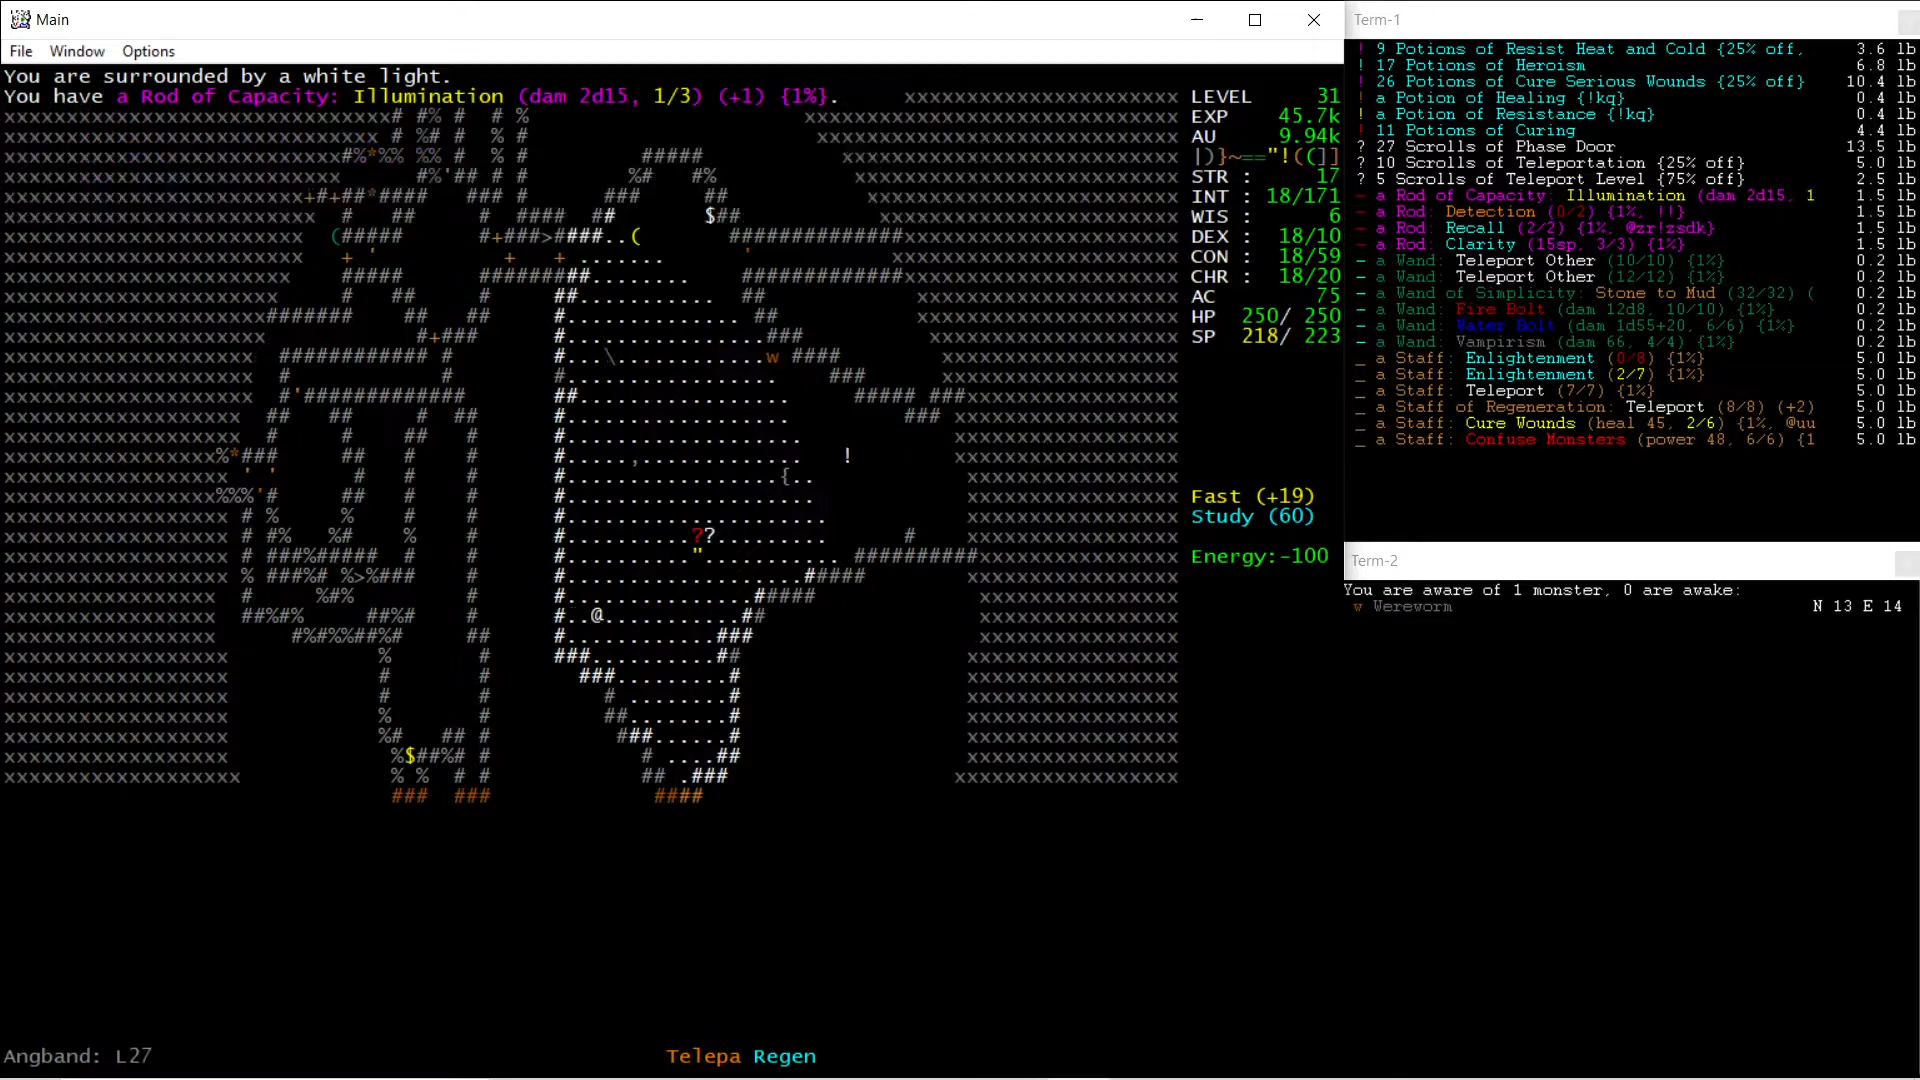 Main
File Window Options
You are surrounded by a white light.
You have a Rod of Capacity: Illumination (dam 2d15, 1/3) (+1) {1%}.
LEVEL 31
EXP 45.7k
AU 9.94k
|)}~=="!((]]
STR : 17
INT : 18/171
WIS : 6
DEX : 18/10
CON : 18/59
CHR : 18/20
AC 75
HP 250/ 250
SP 218/ 223
Fast (+19)
Study (60)
Energy:-100
Angband: L27
Telepa Regen
Term-1
! 9 Potions of Resist Heat and Cold {25% off, 3.6 lb
! 17 Potions of Heroism 6.8 lb
! 26 Potions of Cure Serious Wounds {25% off} 10.4 lb
! a Potion of Healing {!kq} 0.4 lb
! a Potion of Resistance {!kq} 0.4 lb
! 11 Potions of Curing 4.4 lb
? 27 Scrolls of Phase Door 13.5 lb
? 10 Scrolls of Teleportation {25% off} 5.0 lb
? 5 Scrolls of Teleport Level {75% off} 2.5 lb
- a Rod of Capacity: Illumination (dam 2d15, 1 1.5 lb
- a Rod: Detection (0/2) {1%, !!} 1.5 lb
- a Rod: Recall (2/2) {1%, @zr!zsdk} 1.5 lb
- a Rod: Clarity (15sp, 3/3) {1%} 1.5 lb
- a Wand: Teleport Other (10/10) {1%} 0.2 lb
- a Wand: Teleport Other (12/12) {1%} 0.2 lb
- a Wand of Simplicity: Stone to Mud (32/32) ( 0.2 lb
- a Wand: Fire Bolt (dam 12d8, 10/10) {1%} 0.2 lb
- a Wand: Water Bolt (dam 1d55+20, 6/6) {1%} 0.2 lb
- a Wand: Vampirism (dam 66, 4/4) {1%} 0.2 lb
_ a Staff: Enlightenment (0/8) {1%} 5.0 lb
_ a Staff: Enlightenment (2/7) {1%} 5.0 lb
_ a Staff: Teleport (7/7) {1%} 5.0 lb
_ a Staff of Regeneration: Teleport (8/8) (+2) 5.0 lb
_ a Staff: Cure Wounds (heal 45, 2/6) {1%, @uu 5.0 lb
_ a Staff: Confuse Monsters (power 48, 6/6) {1 5.0 lb
Term-2
You are aware of 1 monster, 0 are awake:
w Wereworm N 13 E 14